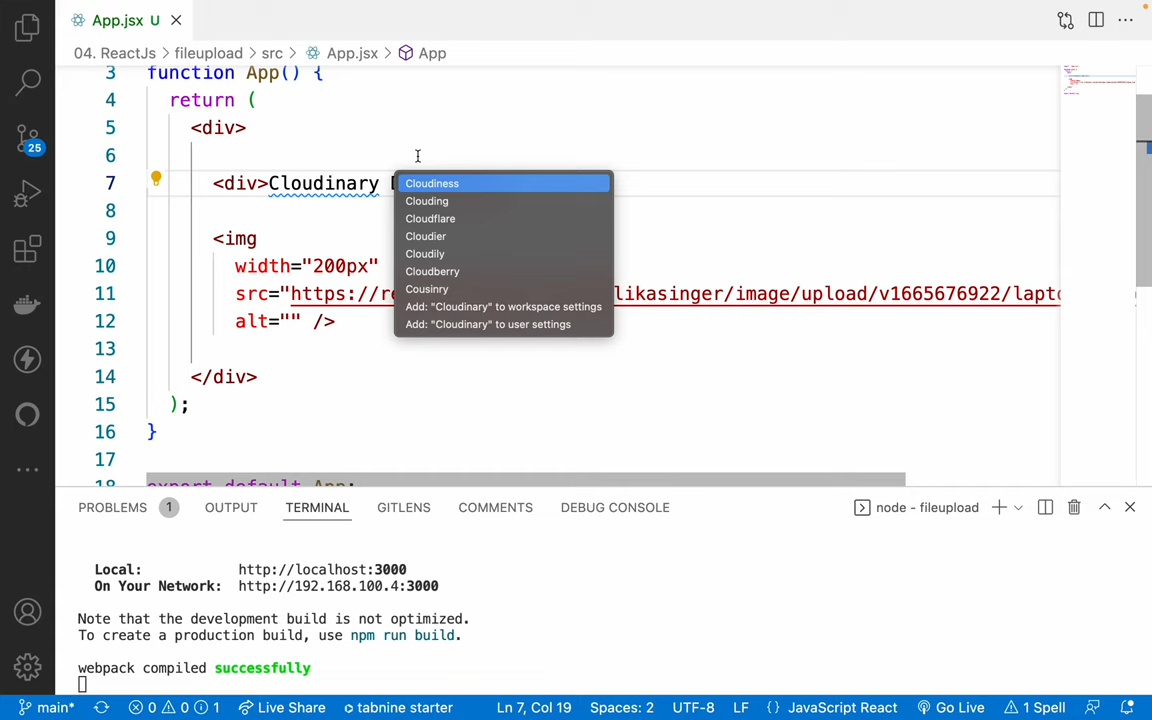 App.jsx U
04. ReactJs > fileupload > src > App.jsx > App
3 function App() {
4 return (
5 <div>
6
7 <div>Cloudinary
Cloudiness
Clouding
Cloudflare
Cloudier
Cloudily
Cloudberry
Cousinry
Add: "Cloudinary" to workspace settings
Add: "Cloudinary" to user settings
8
9 <img
10 width="200px"
11 src="https://re likasinger/image/upload/v1665676922/lapto
12 alt="" />
13
14 </div>
15 );
16 }
17
18 export default App;
PROBLEMS 1 OUTPUT TERMINAL GITLENS COMMENTS DEBUG CONSOLE node - fileupload
Local: http://localhost:3000
On Your Network: http://192.168.100.4:3000
Note that the development build is not optimized.
To create a production build, use npm run build.
webpack compiled successfully
25
main* 0 0 1 Live Share tabnine starter Ln 7, Col 19 Spaces: 2 UTF-8 LF {} JavaScript React Go Live 1 Spell